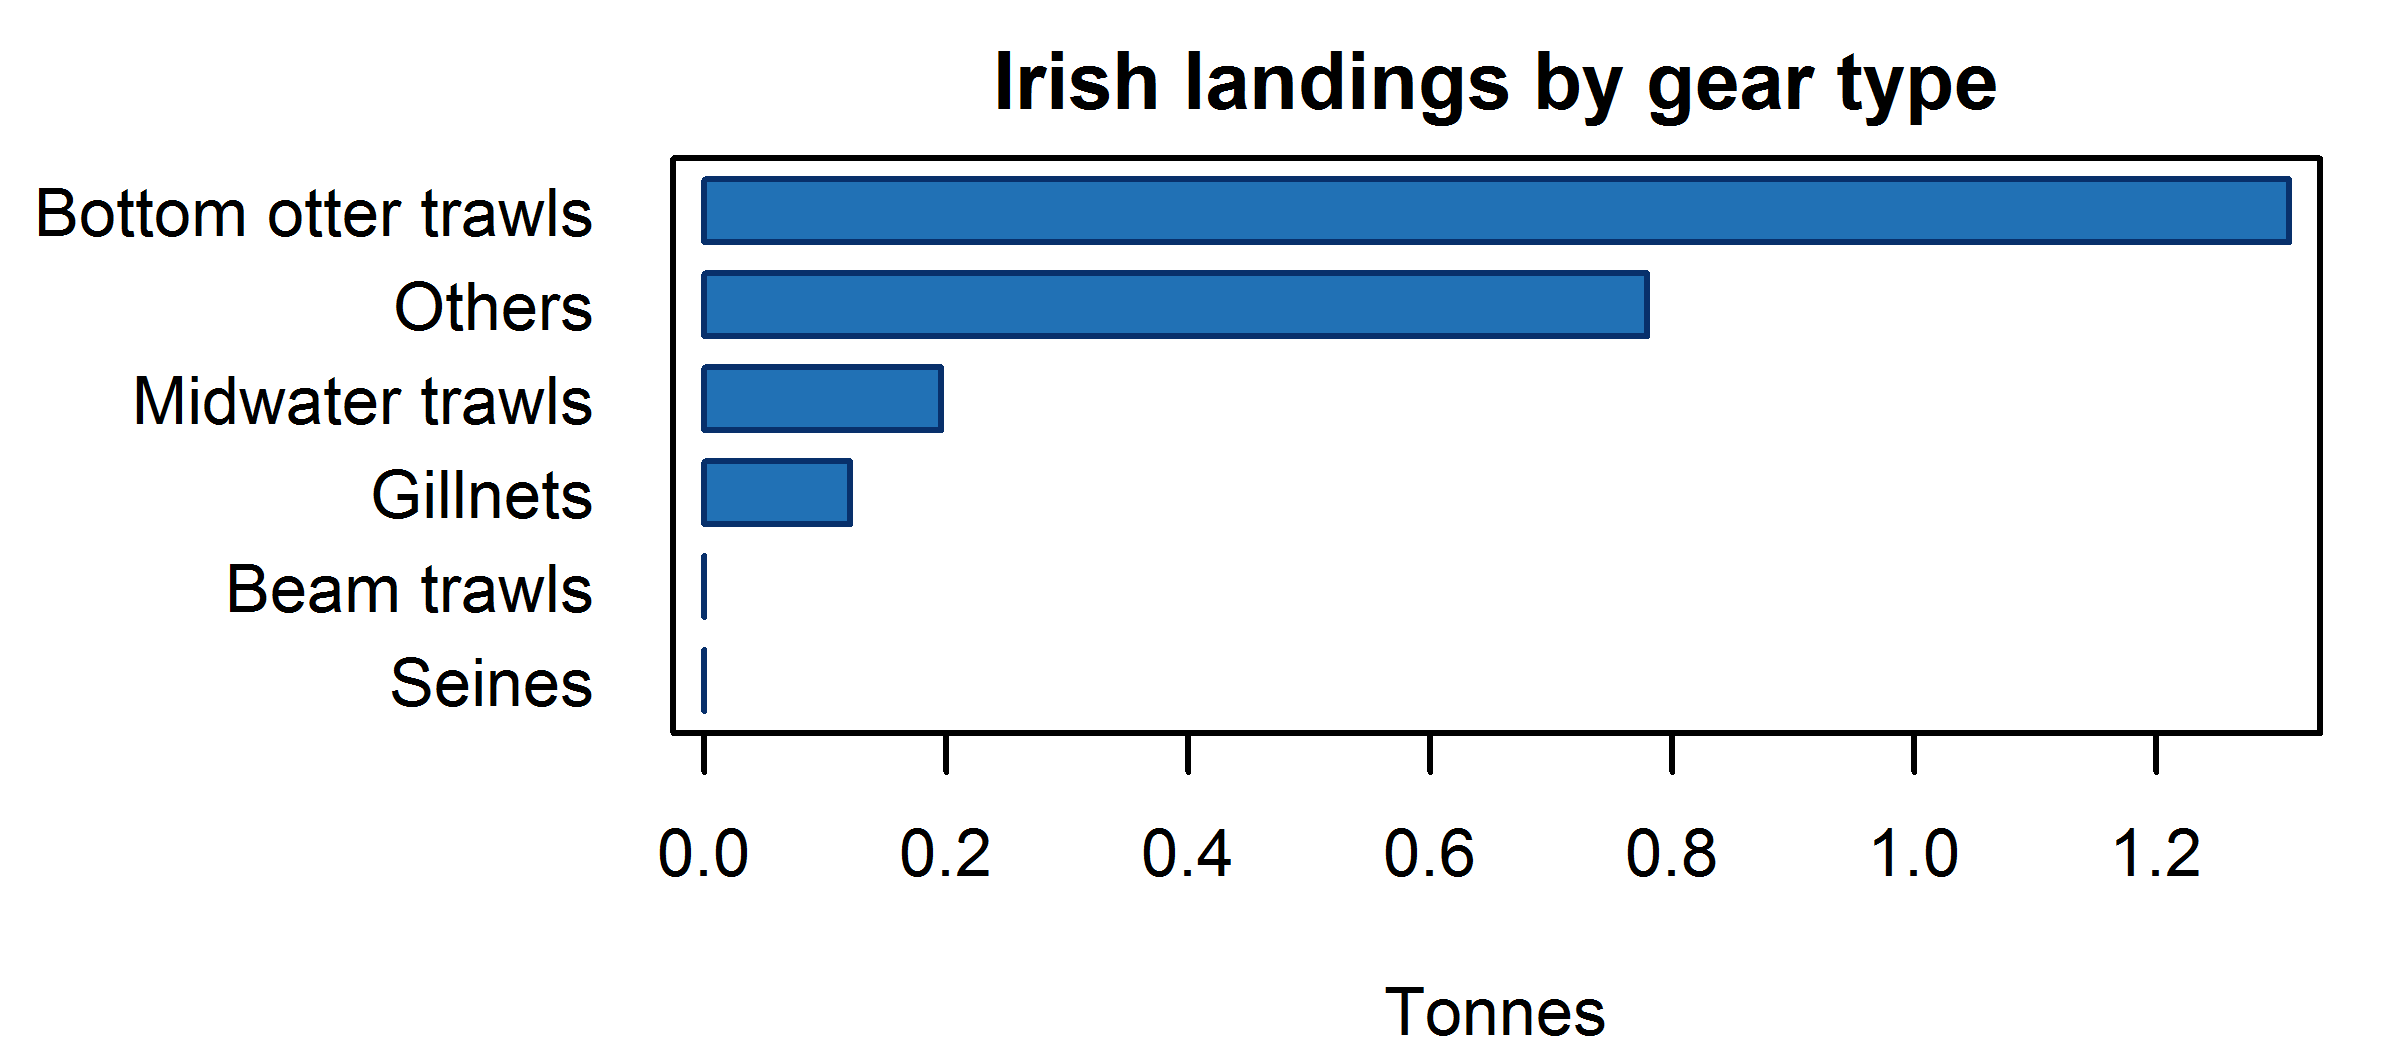 Irish landings by gear type
Bottom otter trawls
Others
Midwater trawls
Gillnets
Beam trawls
Seines
0.0 0.2 0.4 0.6 0.8 1.0 1.2
Tonnes